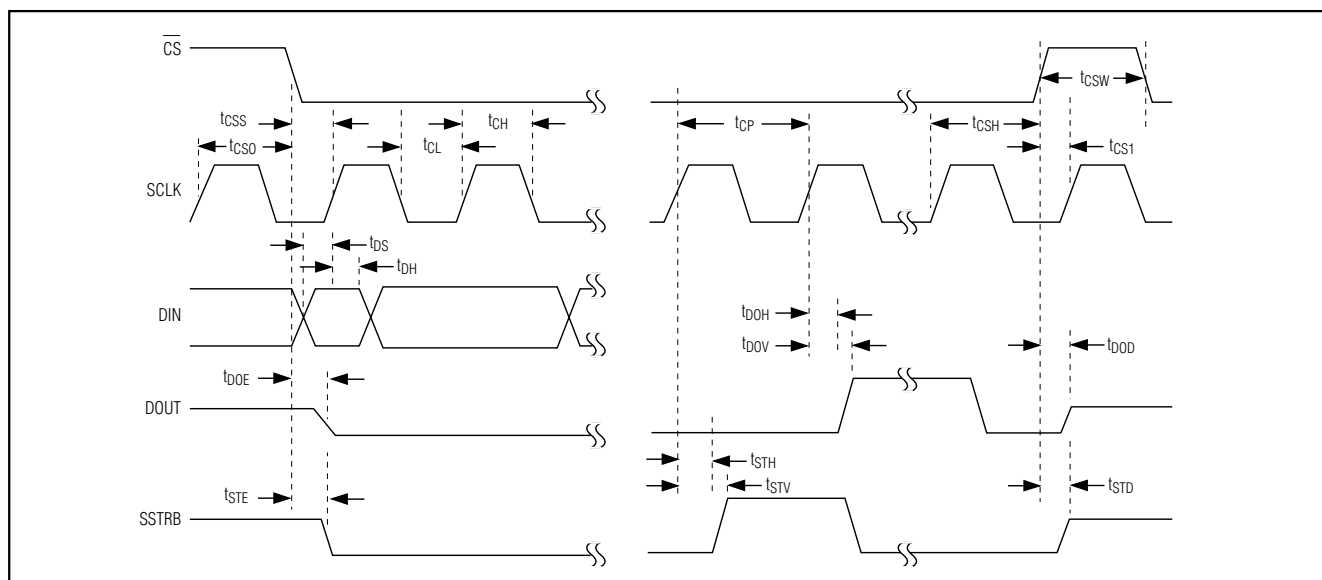 CS
tCSW
tCSS
tCH
tCP
tCSH
tCSO
tCL
tCS1
SCLK
tDS
tDH
DIN
tDOH
tDOV
tDOD
tDOE
DOUT
tSTH
tSTE
tSTV
tSTD
SSTRB